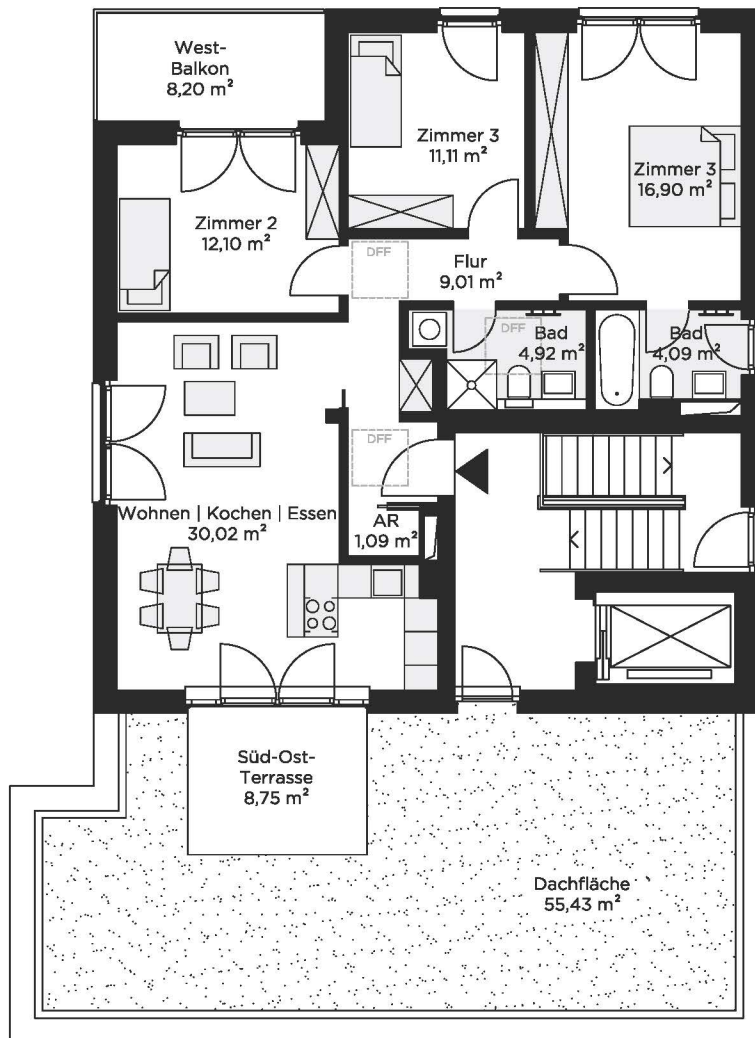 West-
Balkon
8,20 m²
Zimmer 3
11,11 m²
Zimmer 3
16,90 m²
Zimmer 2
12,10 m²
DFF
Flur
9,01 m²
DFF
Bad
4,92 m²
Bad
4,09 m²
DFF
Wohnen | Kochen | Essen
30,02 m²
AR
1,09 m²
Süd-Ost-
Terrasse
8,75 m²
Dachfläche
55,43 m²